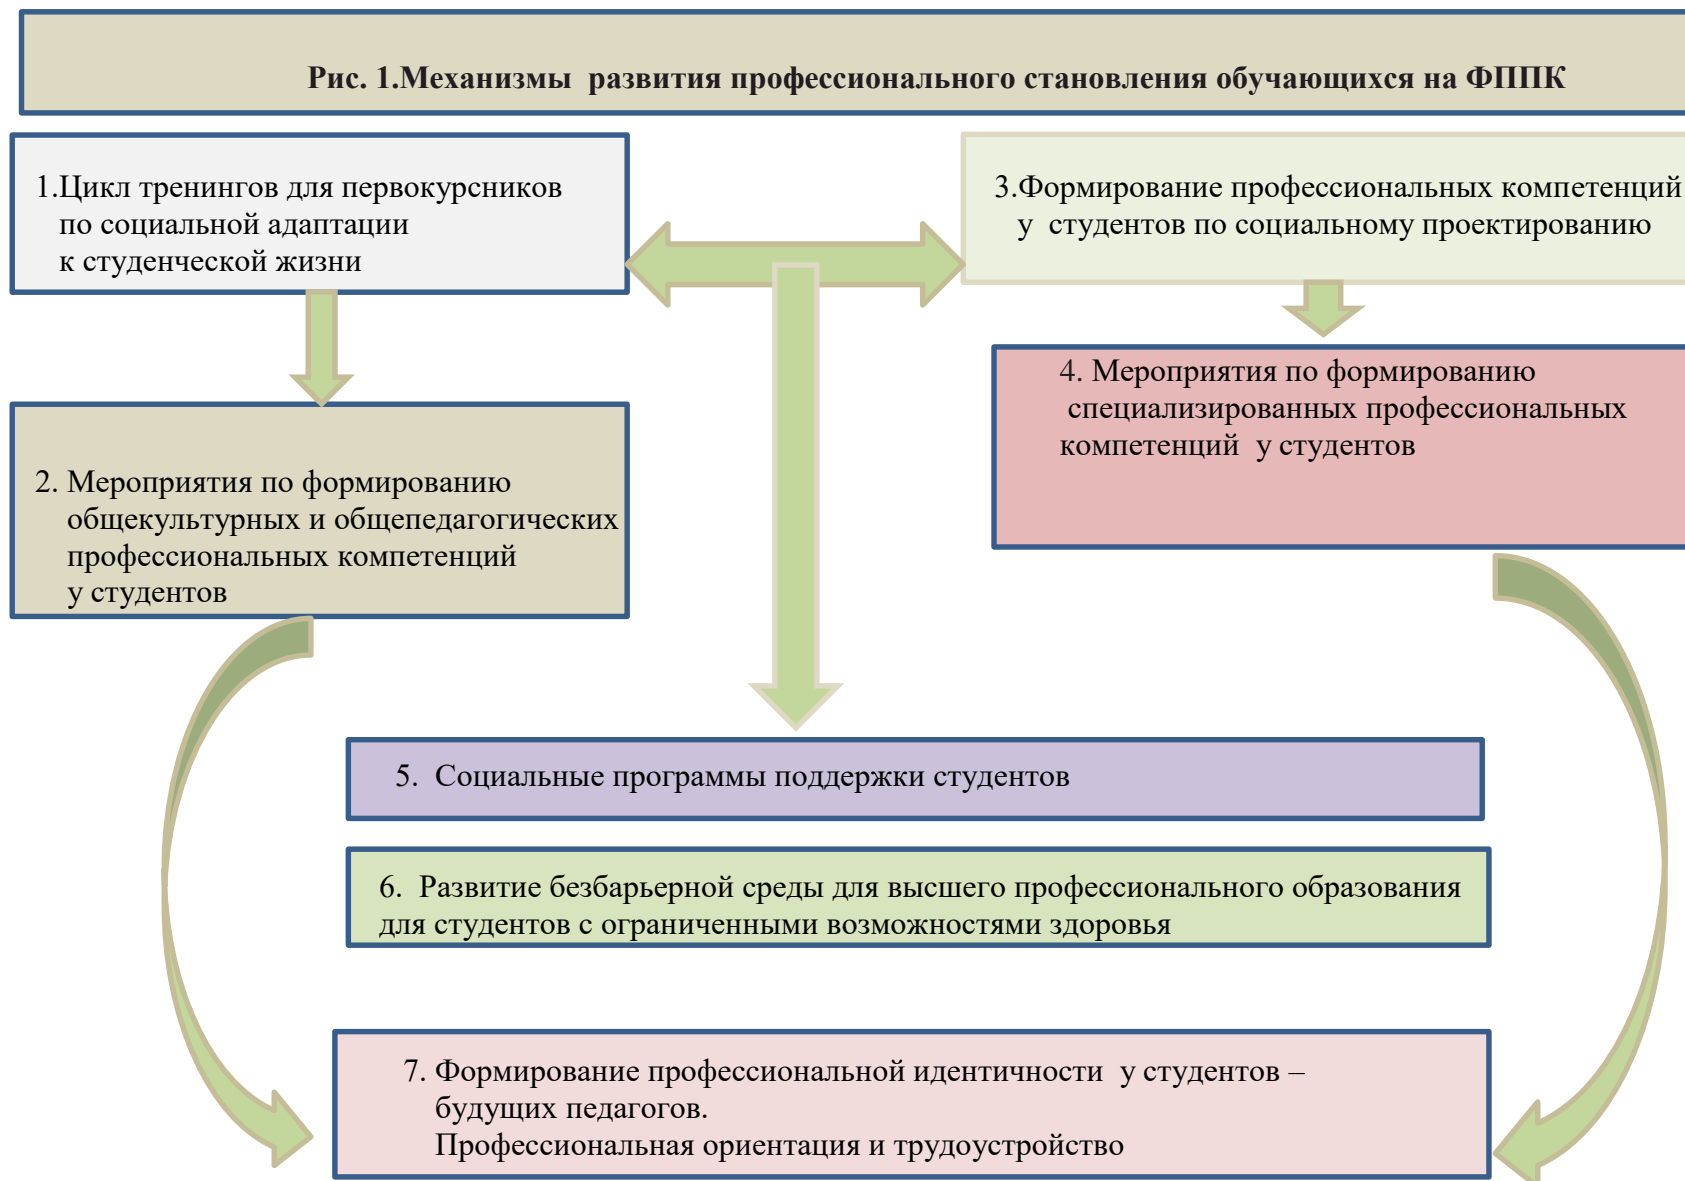 Рис. 1.Механизмы развития профессионального становления обучающихся на ФППК
1.Цикл тренингов для первокурсников
по социальной адаптации
к студенческой жизни
3.Формирование профессиональных компетенций
у студентов по социальному проектированию
2. Мероприятия по формированию
общекультурных и общепедагогических
профессиональных компетенций
у студентов
4. Мероприятия по формированию
специализированных профессиональных
компетенций у студентов
5. Социальные программы поддержки студентов
6. Развитие безбарьерной среды для высшего профессионального образования
для студентов с ограниченными возможностями здоровья
7. Формирование профессиональной идентичности у студентов –
будущих педагогов.
Профессиональная ориентация и трудоустройство